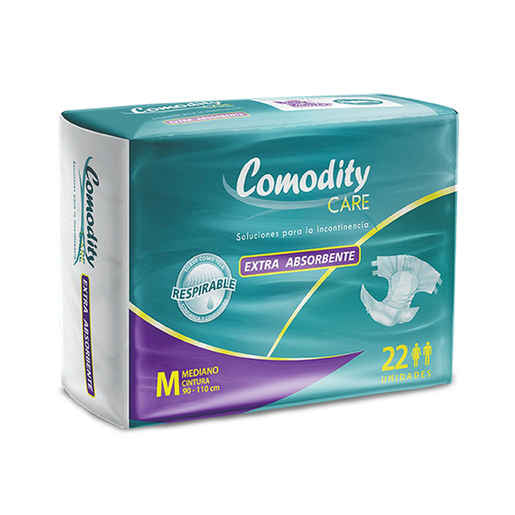 Comodity
CARE
Soluciones para la incontinencia
EXTRA ABSORBENTE
RESPIRABLE
M MEDIANO
CINTURA
90 - 110 cm
22
UNIDADES
Comodity
EXTRA ABSORBENTE